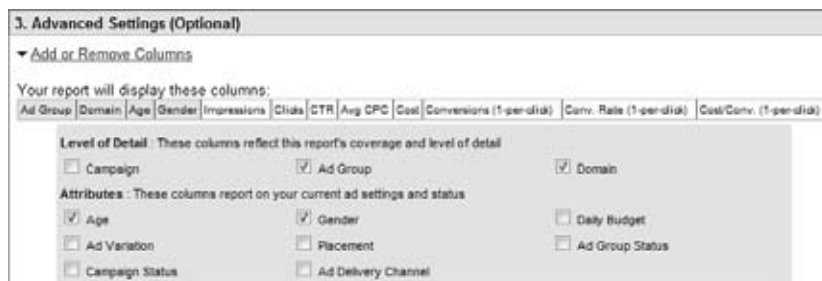 3. Advanced Settings (Optional)
Add or Remove Columns
Your report will display these columns:
Ad Group Domain Age Gender Impressions Clicks CTR Avg CPC Cost Conversions (1-per-click) Conv. Rate (1-per-click) Cost/Conv. (1-per-click)
Level of Detail : These columns reflect this report's coverage and level of detail
Campaign Ad Group Domain
Attributes : These columns report on your current ad settings and status
Age Gender Daily Budget
Ad Variation Placement Ad Group Status
Campaign Status Ad Delivery Channel